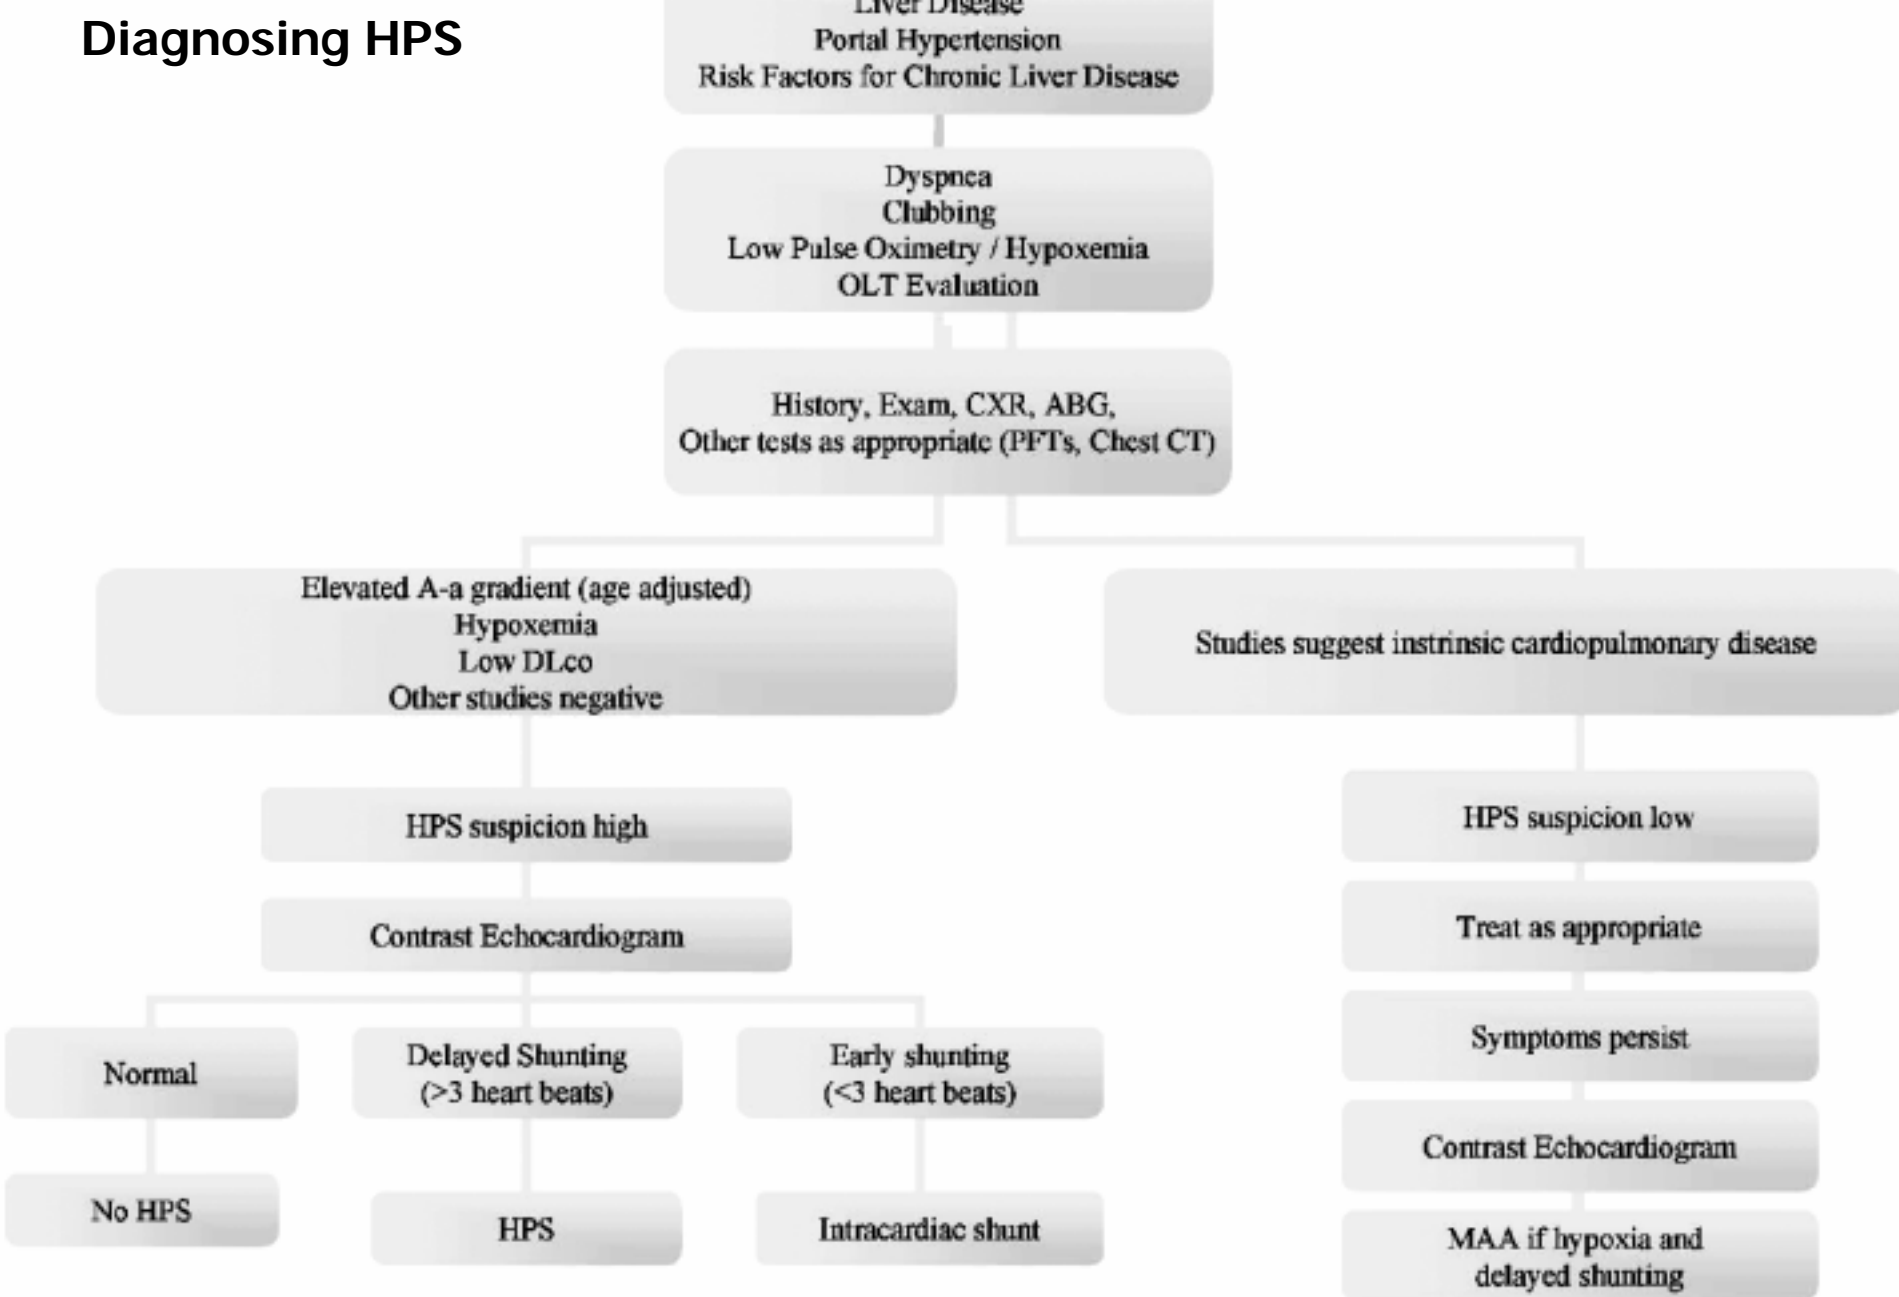 Diagnosing HPS
Liver Disease
Portal Hypertension
Risk Factors for Chronic Liver Disease
Dyspnea
Clubbing
Low Pulse Oximetry / Hypoxemia
OLT Evaluation
History, Exam, CXR, ABG,
Other tests as appropriate (PFTs, Chest CT)
Elevated A-a gradient (age adjusted)
Hypoxemia
Low DLco
Other studies negative
Studies suggest instrinsic cardiopulmonary disease
HPS suspicion high
HPS suspicion low
Contrast Echocardiogram
Treat as appropriate
Normal
Delayed Shunting
(>3 heart beats)
Early shunting
(<3 heart beats)
Symptoms persist
Contrast Echocardiogram
No HPS
HPS
Intracardiac shunt
MAA if hypoxia and
delayed shunting